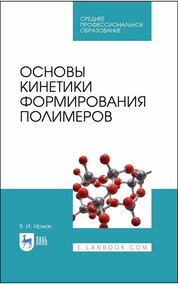 СРЕДНЕЕ
ПРОФЕССИОНАЛЬНОЕ
ОБРАЗОВАНИЕ
ОСНОВЫ
КИНЕТИКИ
ФОРМИРОВАНИЯ
ПОЛИМЕРОВ
В. И. Иржак
ЛАНЬ
E.LANBOOK.COM